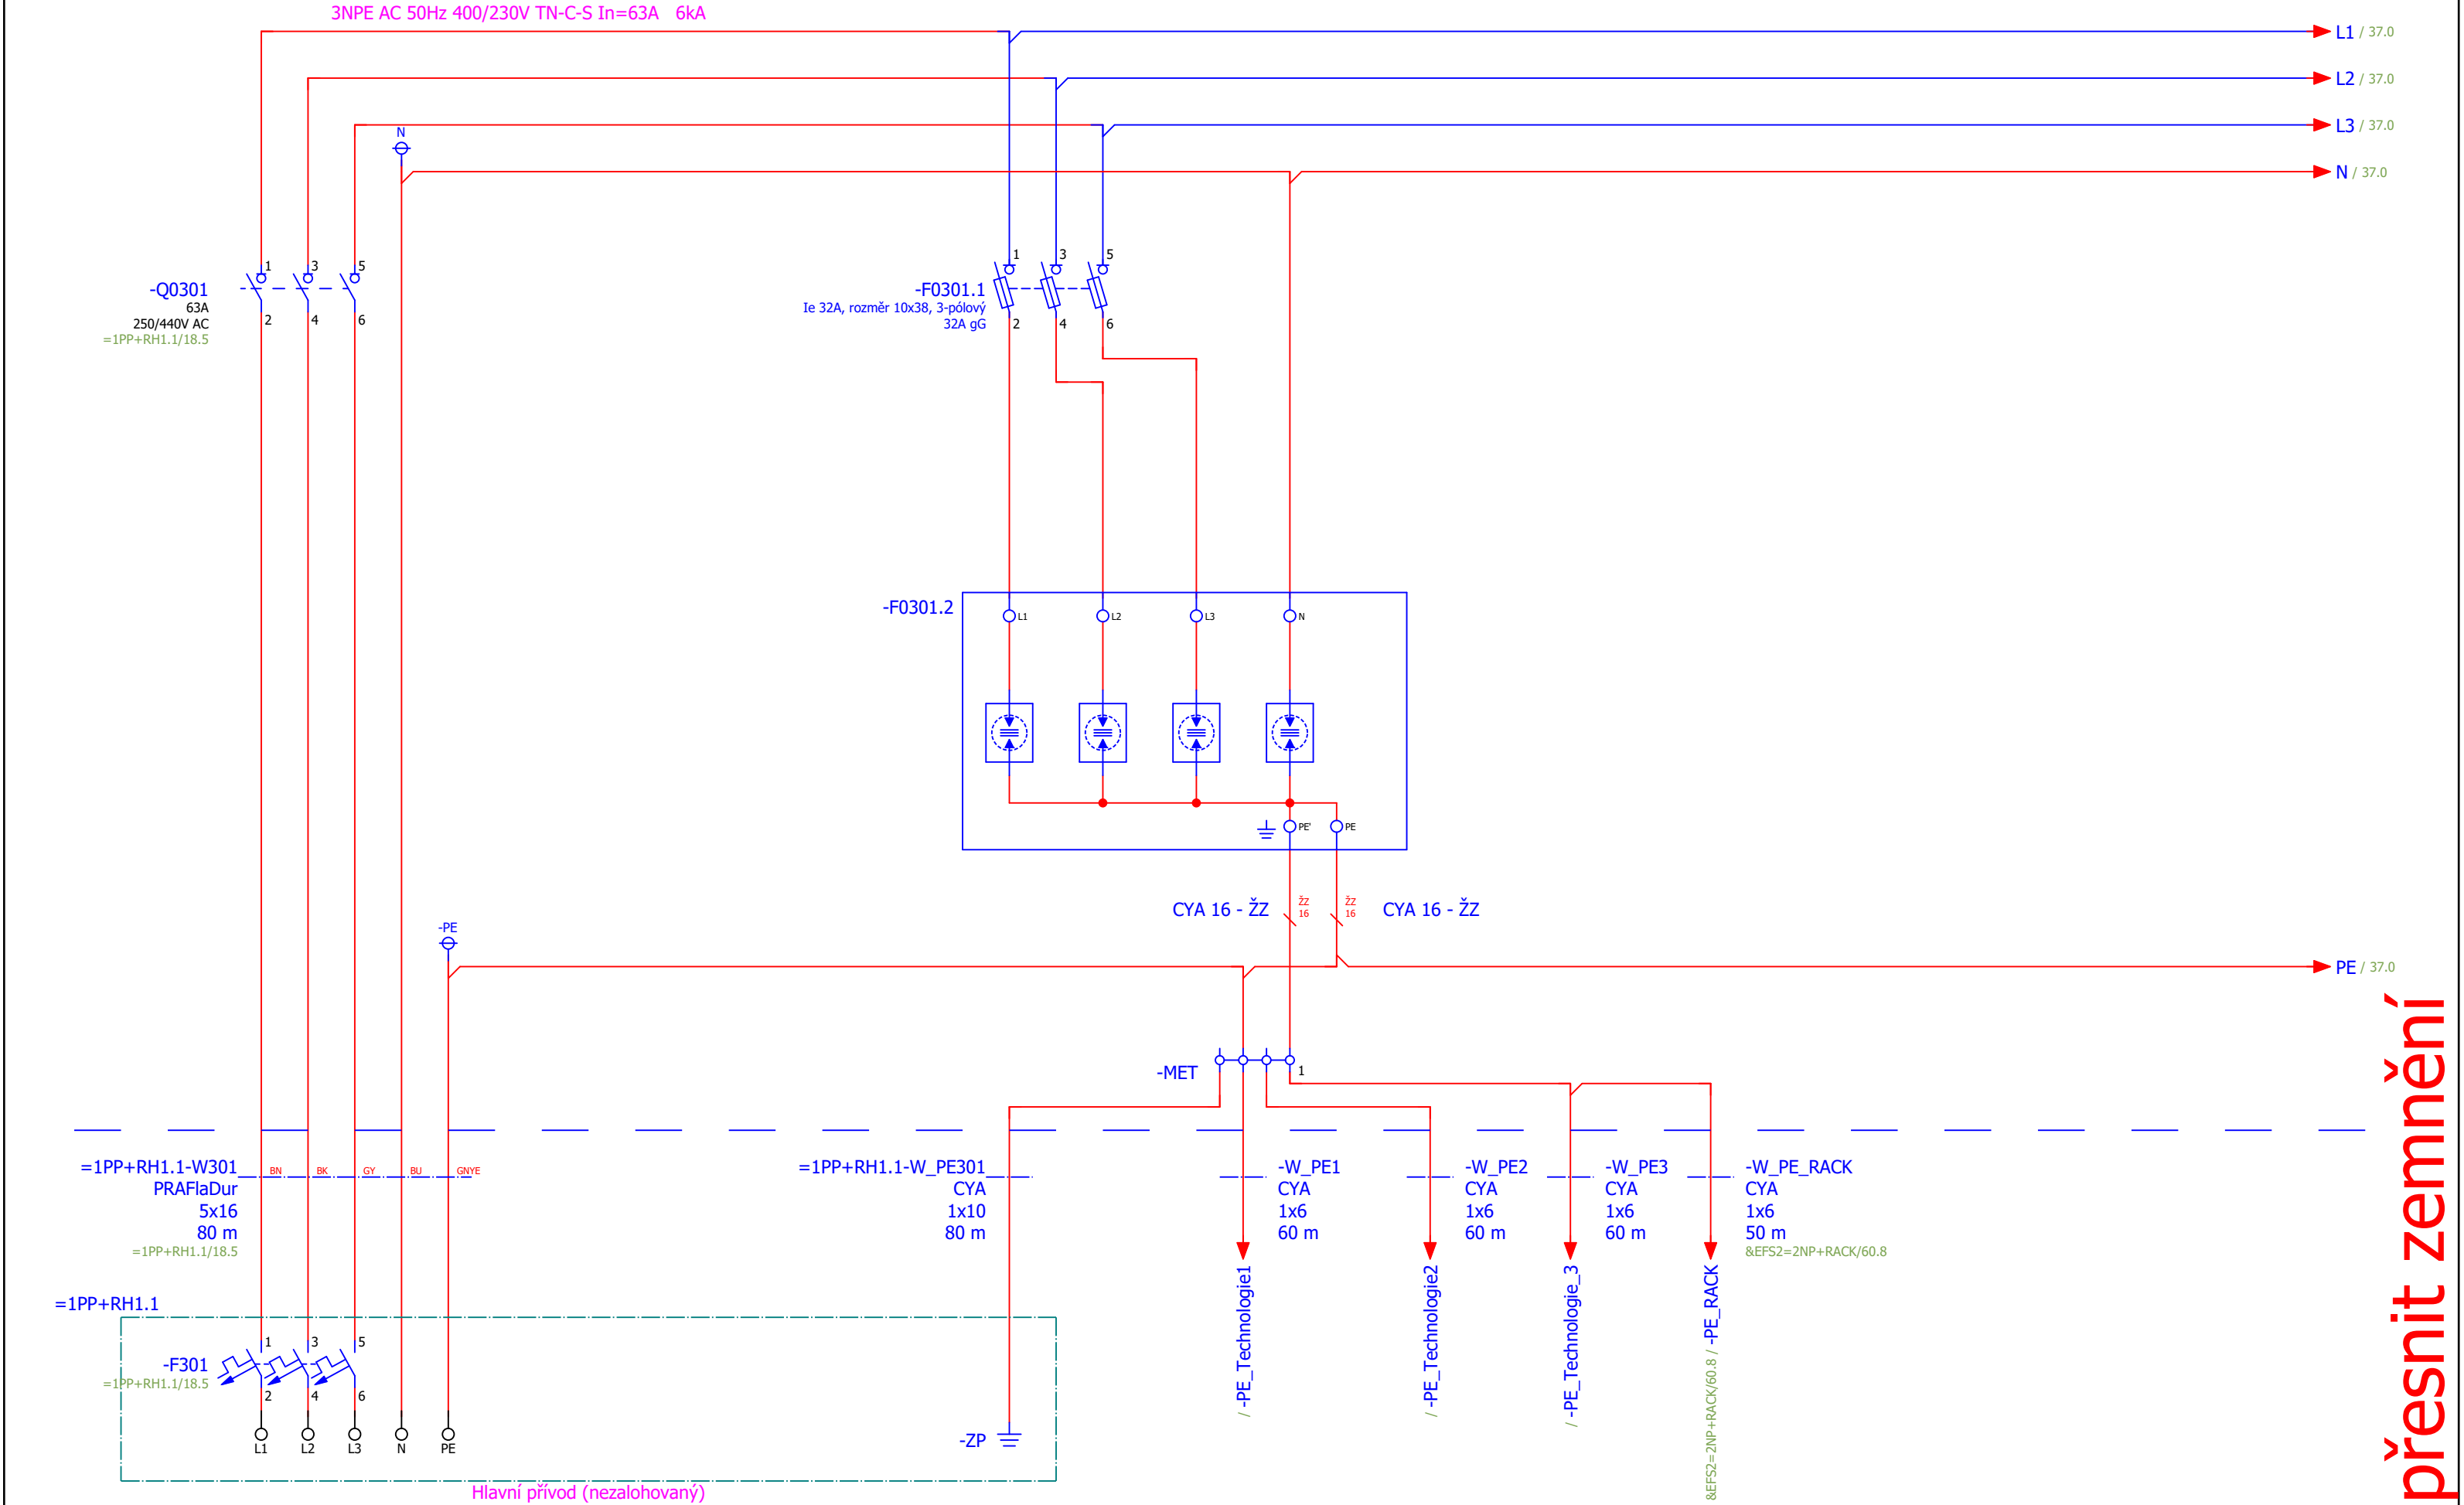 3NPE AC 50Hz 400/230V TN-C-S In=63A 6kA
L1 / 37.0
L2 / 37.0
L3 / 37.0
N
N / 37.0
-Q0301
63A
250/440V AC
=1PP+RH1.1/18.5
1 3 5
2 4 6
-F0301.1
Ie 32A, rozměr 10x38, 3-pólový
32A gG
1 3 5
2 4 6
-F0301.2
L1 L2 L3 N
PE' PE
CYA 16 - ŽZ
ŽZ
16
ŽZ
16
CYA 16 - ŽZ
-PE
PE / 37.0
-MET
1
=1PP+RH1.1-W301
PRAFlaDur
5x16
80 m
=1PP+RH1.1/18.5
BN BK GY BU GNYE
=1PP+RH1.1-W_PE301
CYA
1x10
80 m
-W_PE1
CYA
1x6
60 m
-W_PE2
CYA
1x6
60 m
-W_PE3
CYA
1x6
60 m
-W_PE_RACK
CYA
1x6
50 m
&EFS2=2NP+RACK/60.8
/ -PE_Technologie1
/ -PE_Technologie2
/ -PE_Technologie_3
&EFS2=2NP+RACK/60.8 / -PE_RACK
=1PP+RH1.1
-F301
=1PP+RH1.1/18.5
1 3 5
2 4 6
L1 L2 L3 N PE
-ZP
Hlavní přívod (nezalohovaný)
přesnit zemnění